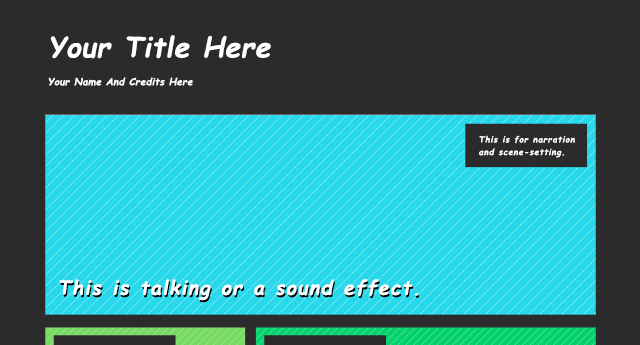 Your Title Here
Your Name And Credits Here
This is for narration
and scene-setting.
This is talking or a sound effect.